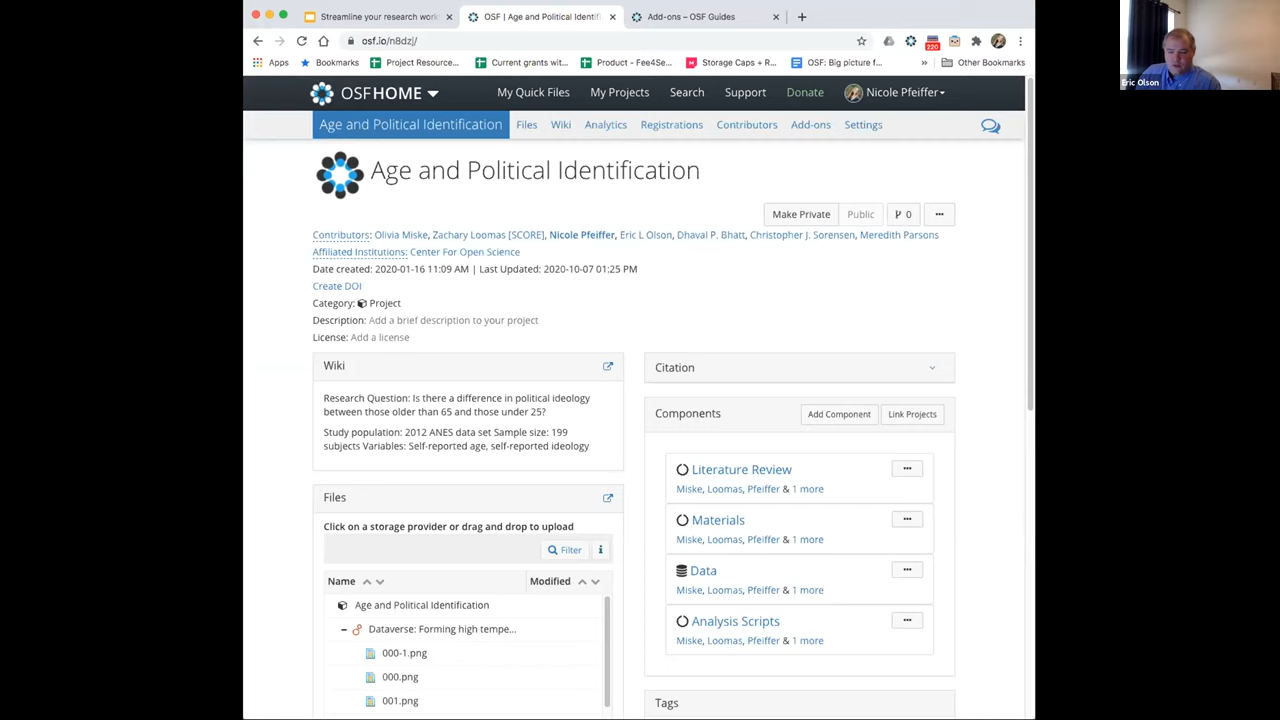 Streamline your research work
OSF | Age and Political Identifi
Add-ons – OSF Guides
osf.io/n8dzj/
220
Apps
Bookmarks
Project Resource...
Current grants wit...
Product - Fee4Se...
Storage Caps + R...
OSF: Big picture f...
»
Other Bookmarks
Eric Olson
OSFHOME
My Quick Files
My Projects
Search
Support
Donate
Nicole Pfeiffer
Age and Political Identification
Files
Wiki
Analytics
Registrations
Contributors
Add-ons
Settings
Age and Political Identification
Make Private
Public
0
Contributors: Olivia Miske, Zachary Loomas [SCORE], Nicole Pfeiffer, Eric L Olson, Dhaval P. Bhatt, Christopher J. Sorensen, Meredith Parsons
Affiliated Institutions: Center For Open Science
Date created: 2020-01-16 11:09 AM | Last Updated: 2020-10-07 01:25 PM
Create DOI
Category: Project
Description: Add a brief description to your project
License: Add a license
Wiki
Research Question: Is there a difference in political ideology
between those older than 65 and those under 25?
Study population: 2012 ANES data set Sample size: 199
subjects Variables: Self-reported age, self-reported ideology
Files
Click on a storage provider or drag and drop to upload
Filter
Name
Modified
Age and Political Identification
Dataverse: Forming high tempe...
000-1.png
000.png
001.png
Citation
Components
Add Component
Link Projects
Literature Review
Miske, Loomas, Pfeiffer & 1 more
Materials
Miske, Loomas, Pfeiffer & 1 more
Data
Miske, Loomas, Pfeiffer & 1 more
Analysis Scripts
Miske, Loomas, Pfeiffer & 1 more
Tags